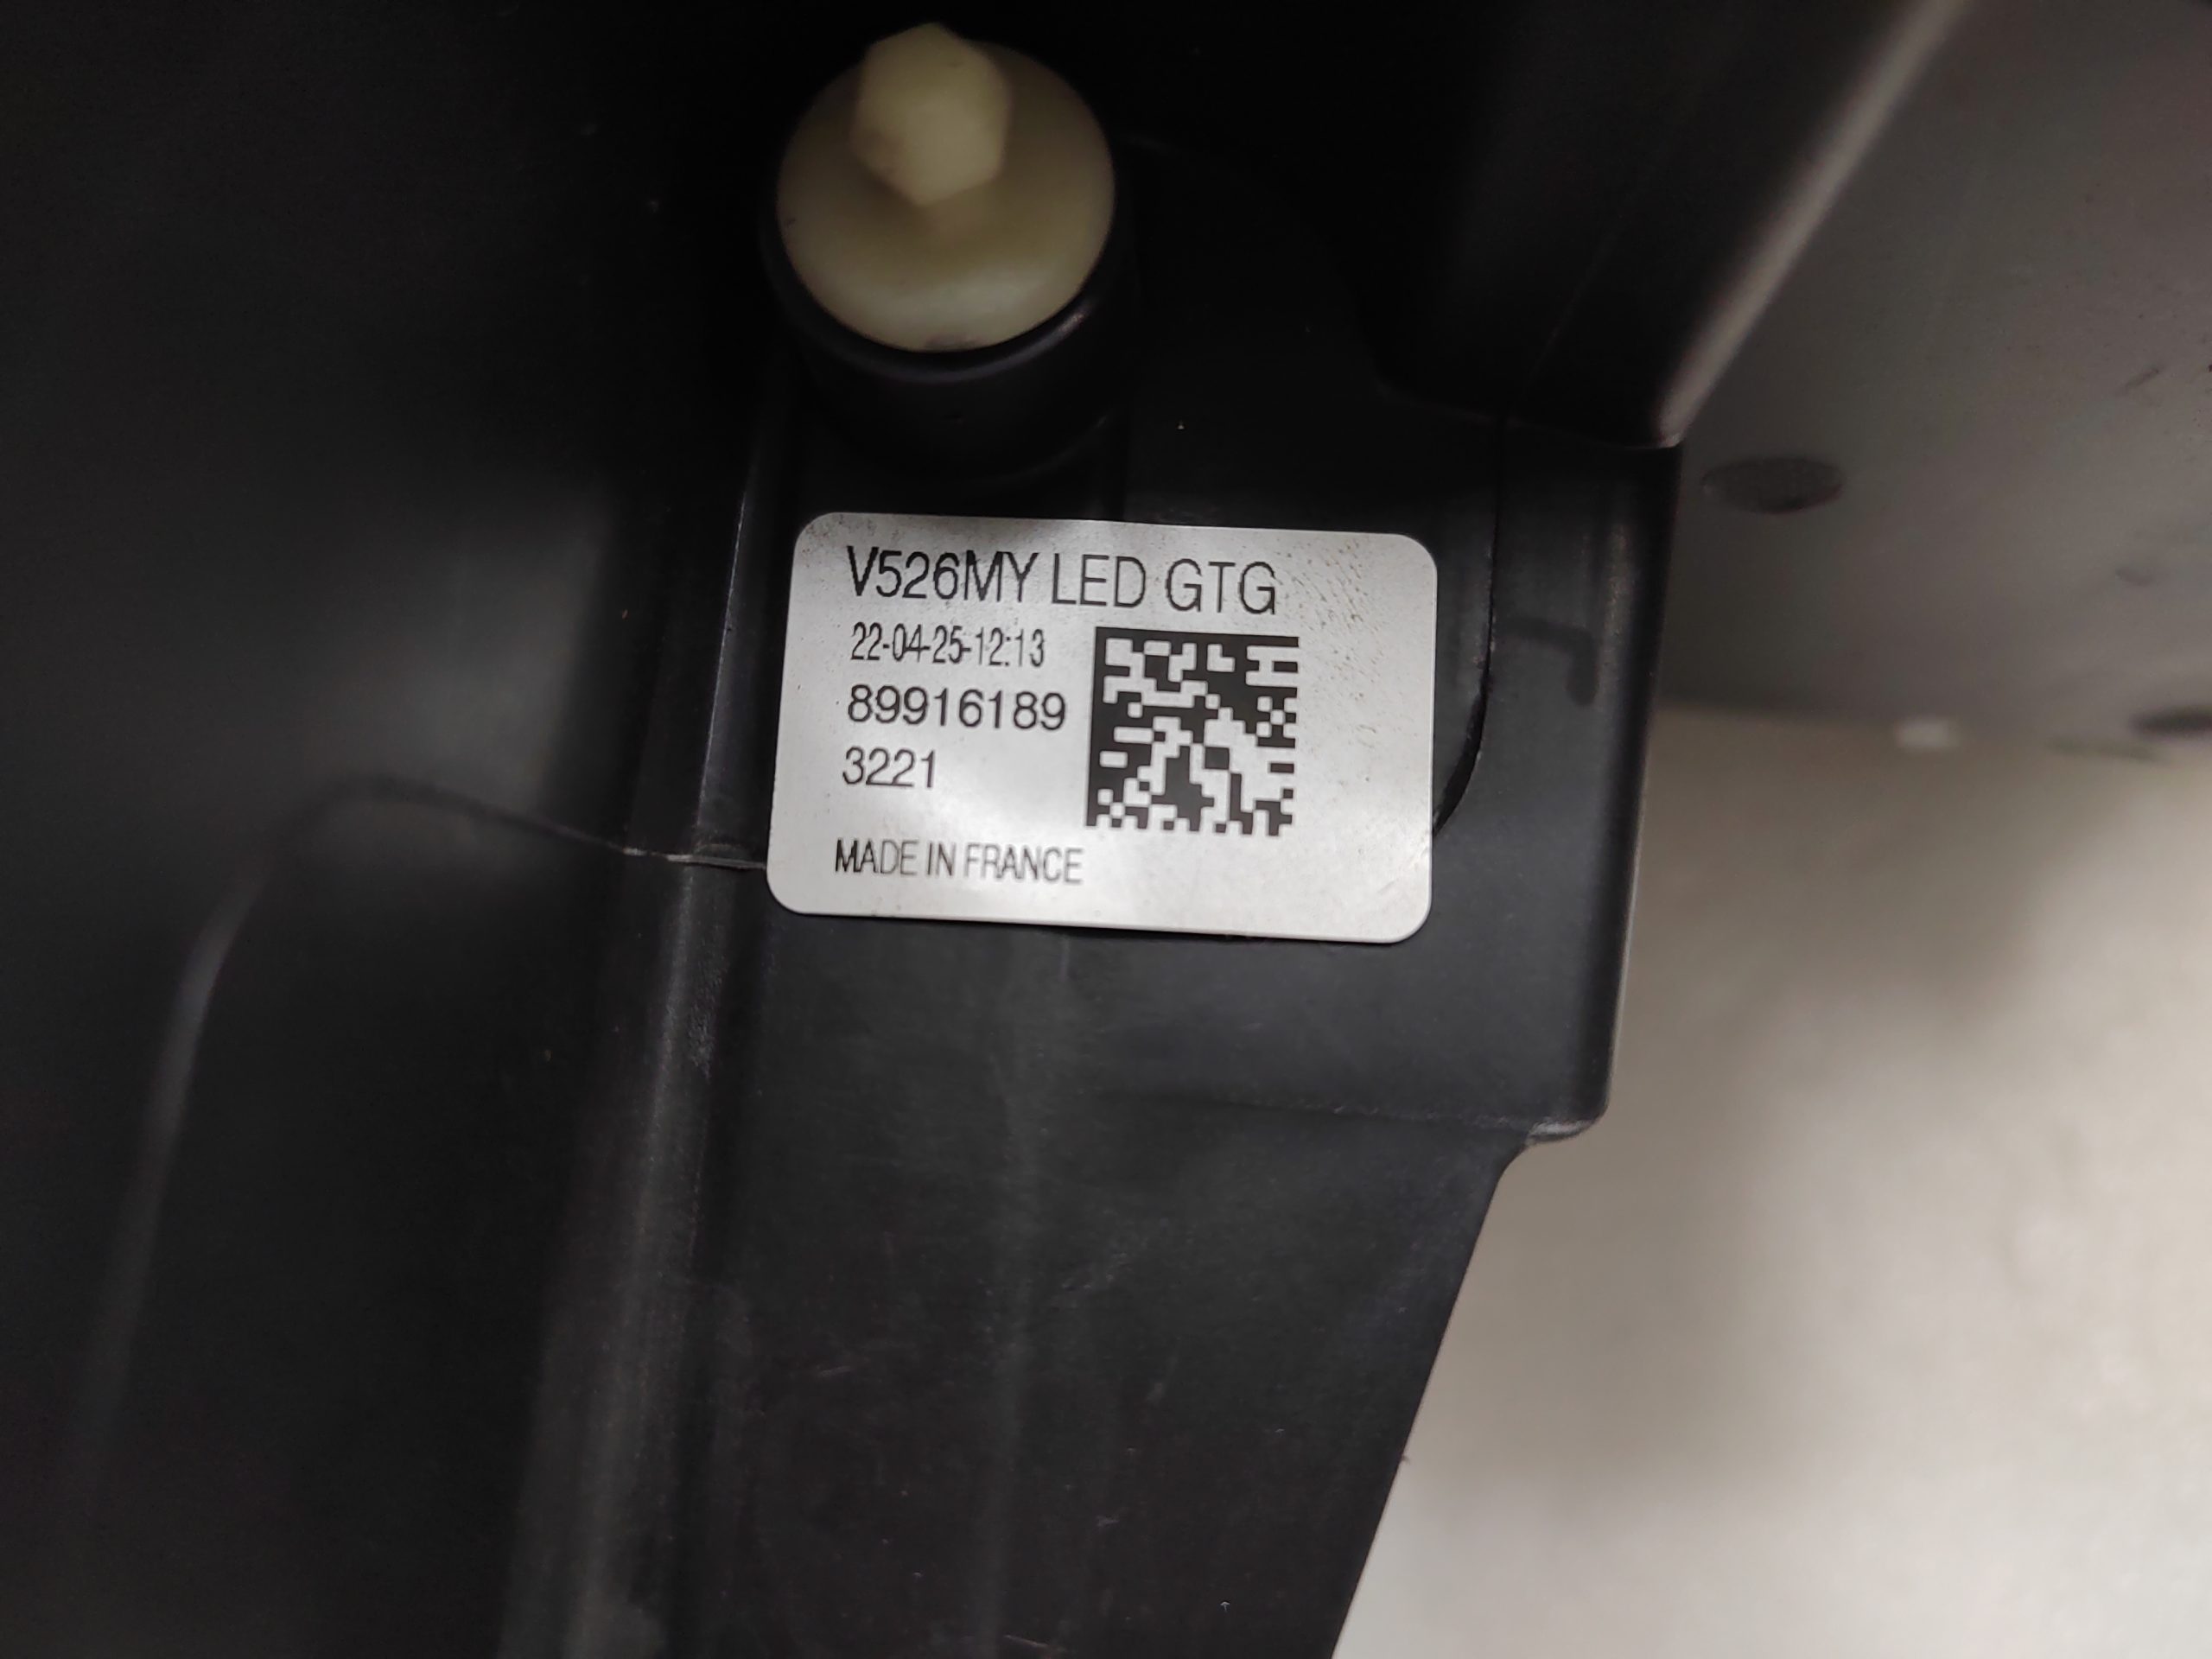 V526MY LED GTG
22-04-25-12:13
89916189
3221
MADE IN FRANCE